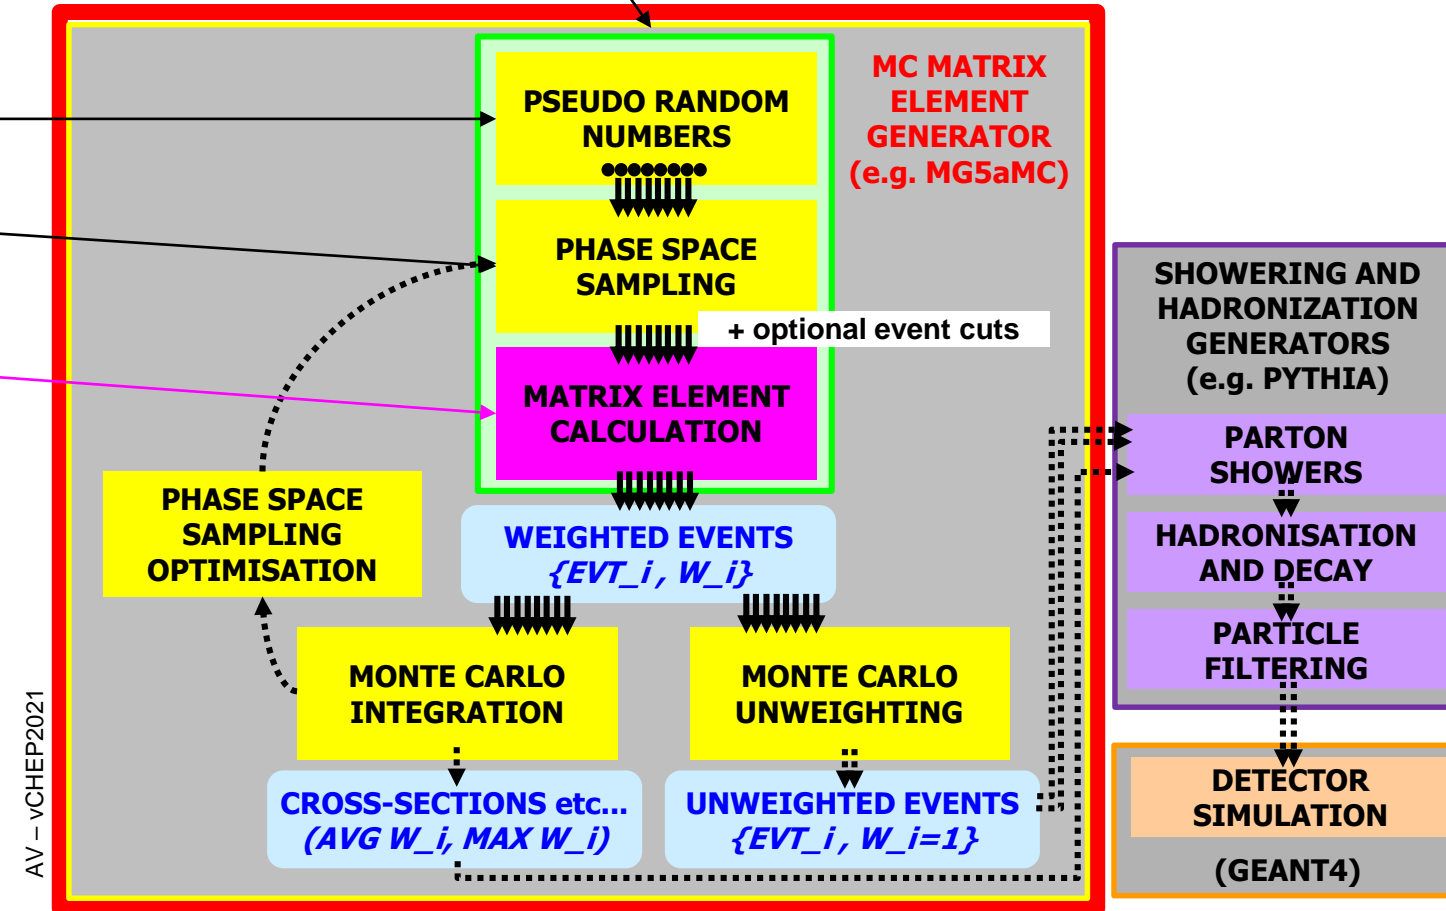 PSEUDO RANDOM
NUMBERS
MC MATRIX
ELEMENT
GENERATOR
(e.g. MG5aMC)
PHASE SPACE
SAMPLING
+ optional event cuts
MATRIX ELEMENT
CALCULATION
PHASE SPACE
SAMPLING
OPTIMISATION
WEIGHTED EVENTS
{EVT_i , W_i}
MONTE CARLO
INTEGRATION
MONTE CARLO
UNWEIGHTING
CROSS-SECTIONS etc...
(AVG W_i, MAX W_i)
UNWEIGHTED EVENTS
{EVT_i , W_i=1}
SHOWERING AND
HADRONIZATION
GENERATORS
(e.g. PYTHIA)
PARTON
SHOWERS
HADRONISATION
AND DECAY
PARTICLE
FILTERING
DETECTOR
SIMULATION
(GEANT4)
AV – vCHEP2021